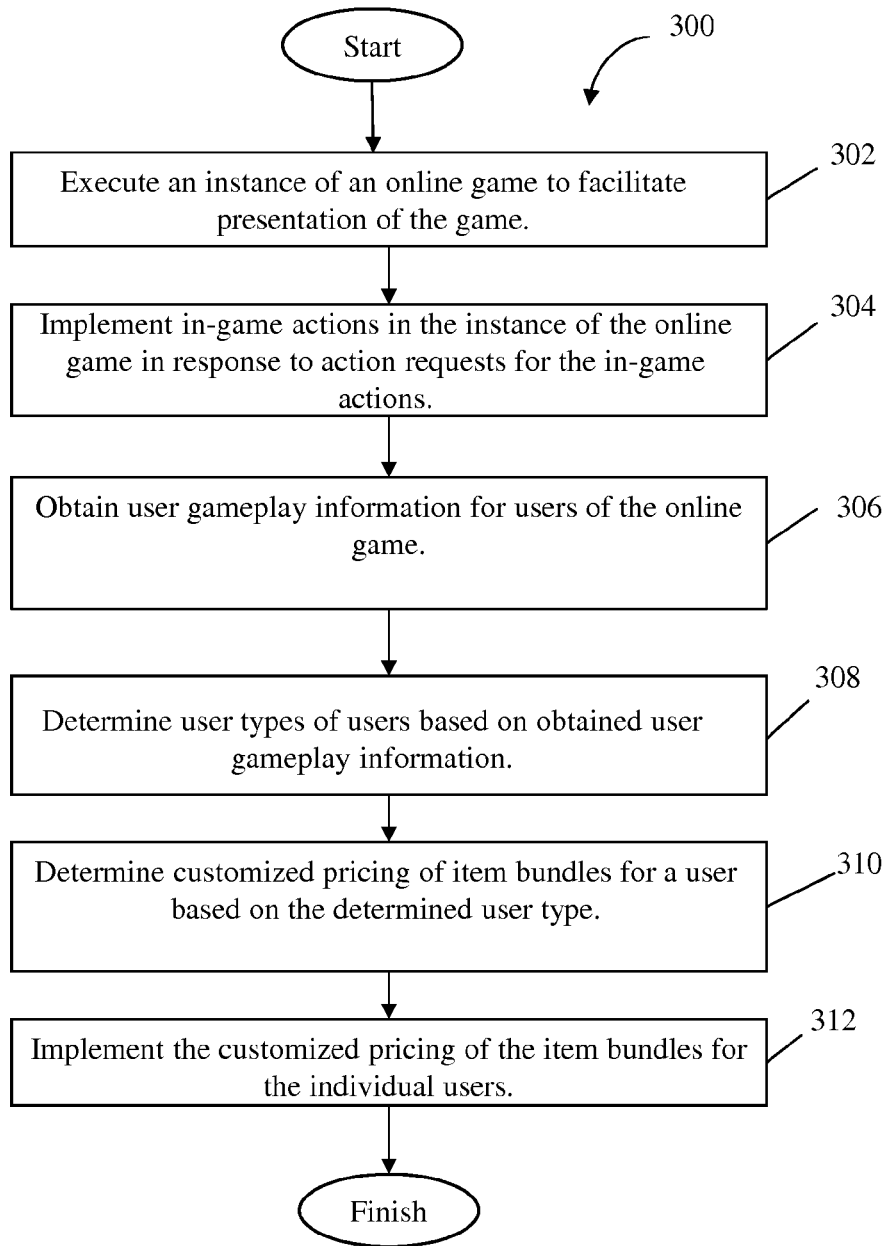 Start
300
Execute an instance of an online game to facilitate
presentation of the game.
302
Implement in-game actions in the instance of the online
game in response to action requests for the in-game
actions.
304
Obtain user gameplay information for users of the online
game.
306
Determine user types of users based on obtained user
gameplay information.
308
Determine customized pricing of item bundles for a user
based on the determined user type.
310
Implement the customized pricing of the item bundles for
the individual users.
312
Finish